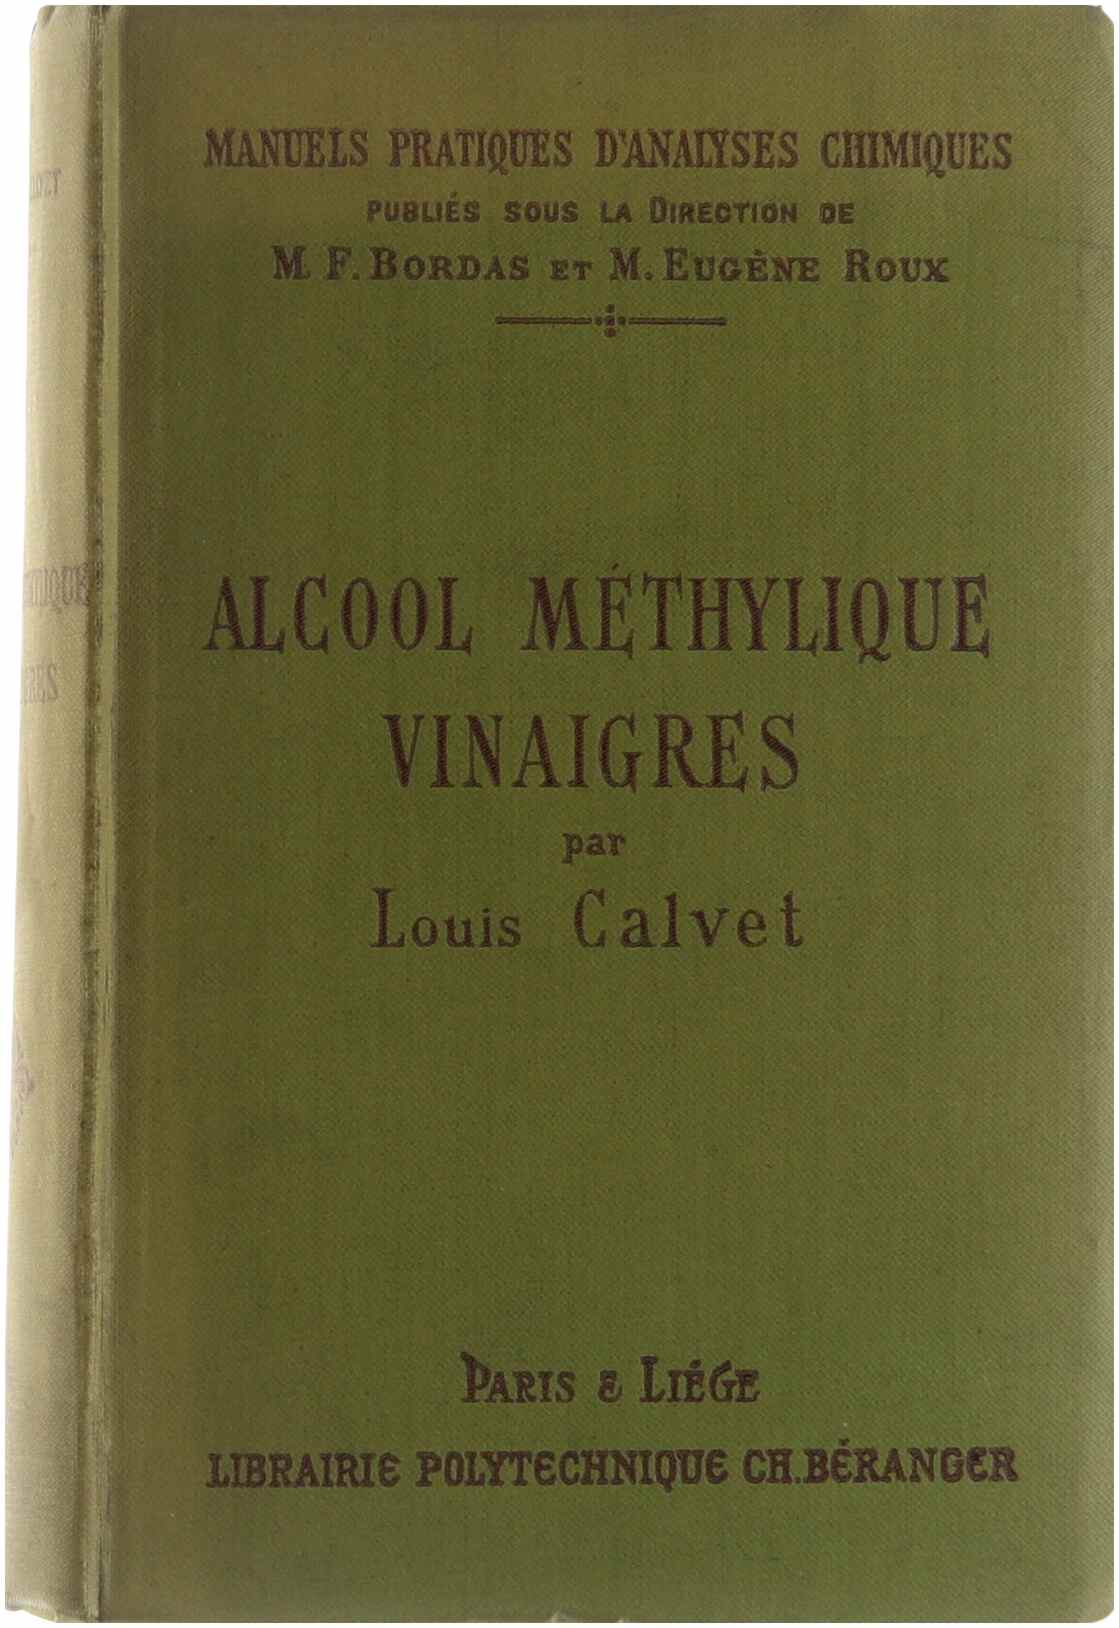 MANUELS PRATIQUES D'ANALYSES CHIMIQUES
PUBLIÉS SOUS LA DIRECTION DE
M. F. BORDAS ET M. EUGÈNE ROUX
ALCOOL MÉTHYLIQUE
VINAIGRES
par
Louis Calvet
PARIS & LIÉGE
LIBRAIRIE POLYTECHNIQUE CH. BÉRANGER